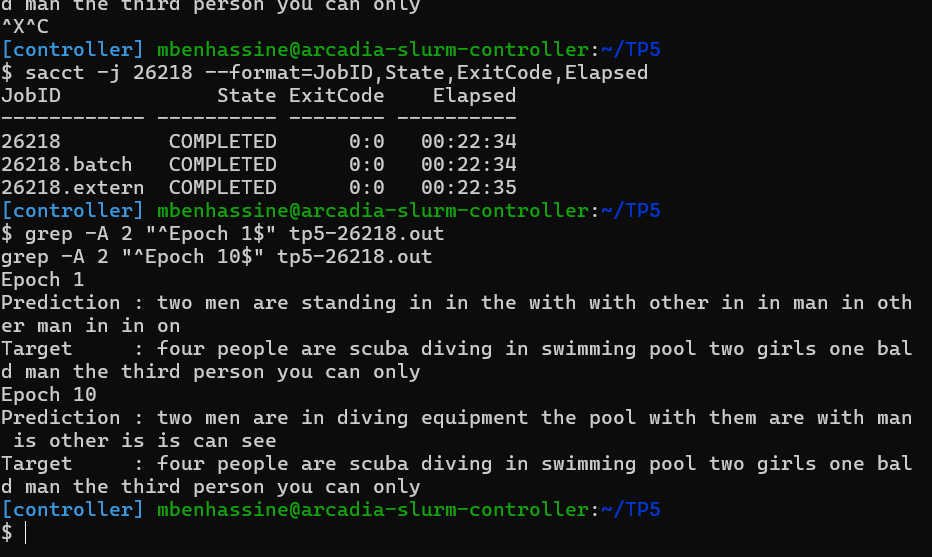 d man the third person you can only
^X^C
[controller] mbenhassine@arcadia-slurm-controller:~/TP5
$ sacct -j 26218 --format=JobID,State,ExitCode,Elapsed
JobID             State ExitCode    Elapsed
------------ ---------- -------- ----------
26218         COMPLETED      0:0   00:22:34
26218.batch   COMPLETED      0:0   00:22:34
26218.extern  COMPLETED      0:0   00:22:35
[controller] mbenhassine@arcadia-slurm-controller:~/TP5
$ grep -A 2 "^Epoch 1$" tp5-26218.out
grep -A 2 "^Epoch 10$" tp5-26218.out
Epoch 1
Prediction : two men are standing in in the with with other in in man in oth
er man in in on
Target     : four people are scuba diving in swimming pool two girls one bal
d man the third person you can only
Epoch 10
Prediction : two men are in diving equipment the pool with them are with man
 is other is is can see
Target     : four people are scuba diving in swimming pool two girls one bal
d man the third person you can only
[controller] mbenhassine@arcadia-slurm-controller:~/TP5
$